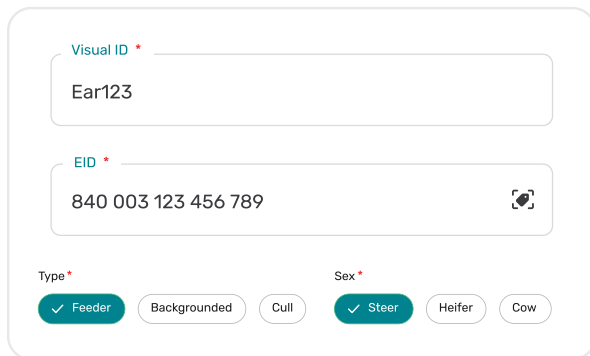 Visual ID *
Ear123
EID *
840 003 123 456 789
Type* Sex*
Feeder Backgrounded Cull Steer Heifer Cow